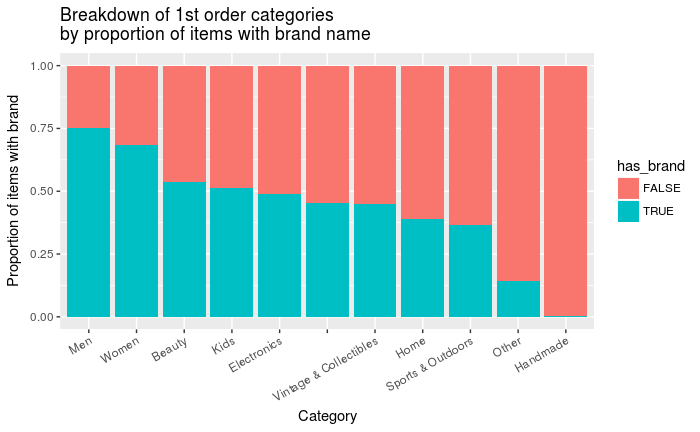 Breakdown of 1st order categories
by proportion of items with brand name
Proportion of items with brand
1.00
0.75
0.50
0.25
0.00
Men
Women
Beauty
Kids
Electronics
Vintage & Collectibles
Home
Sports & Outdoors
Other
Handmade
Category
has_brand
FALSE
TRUE